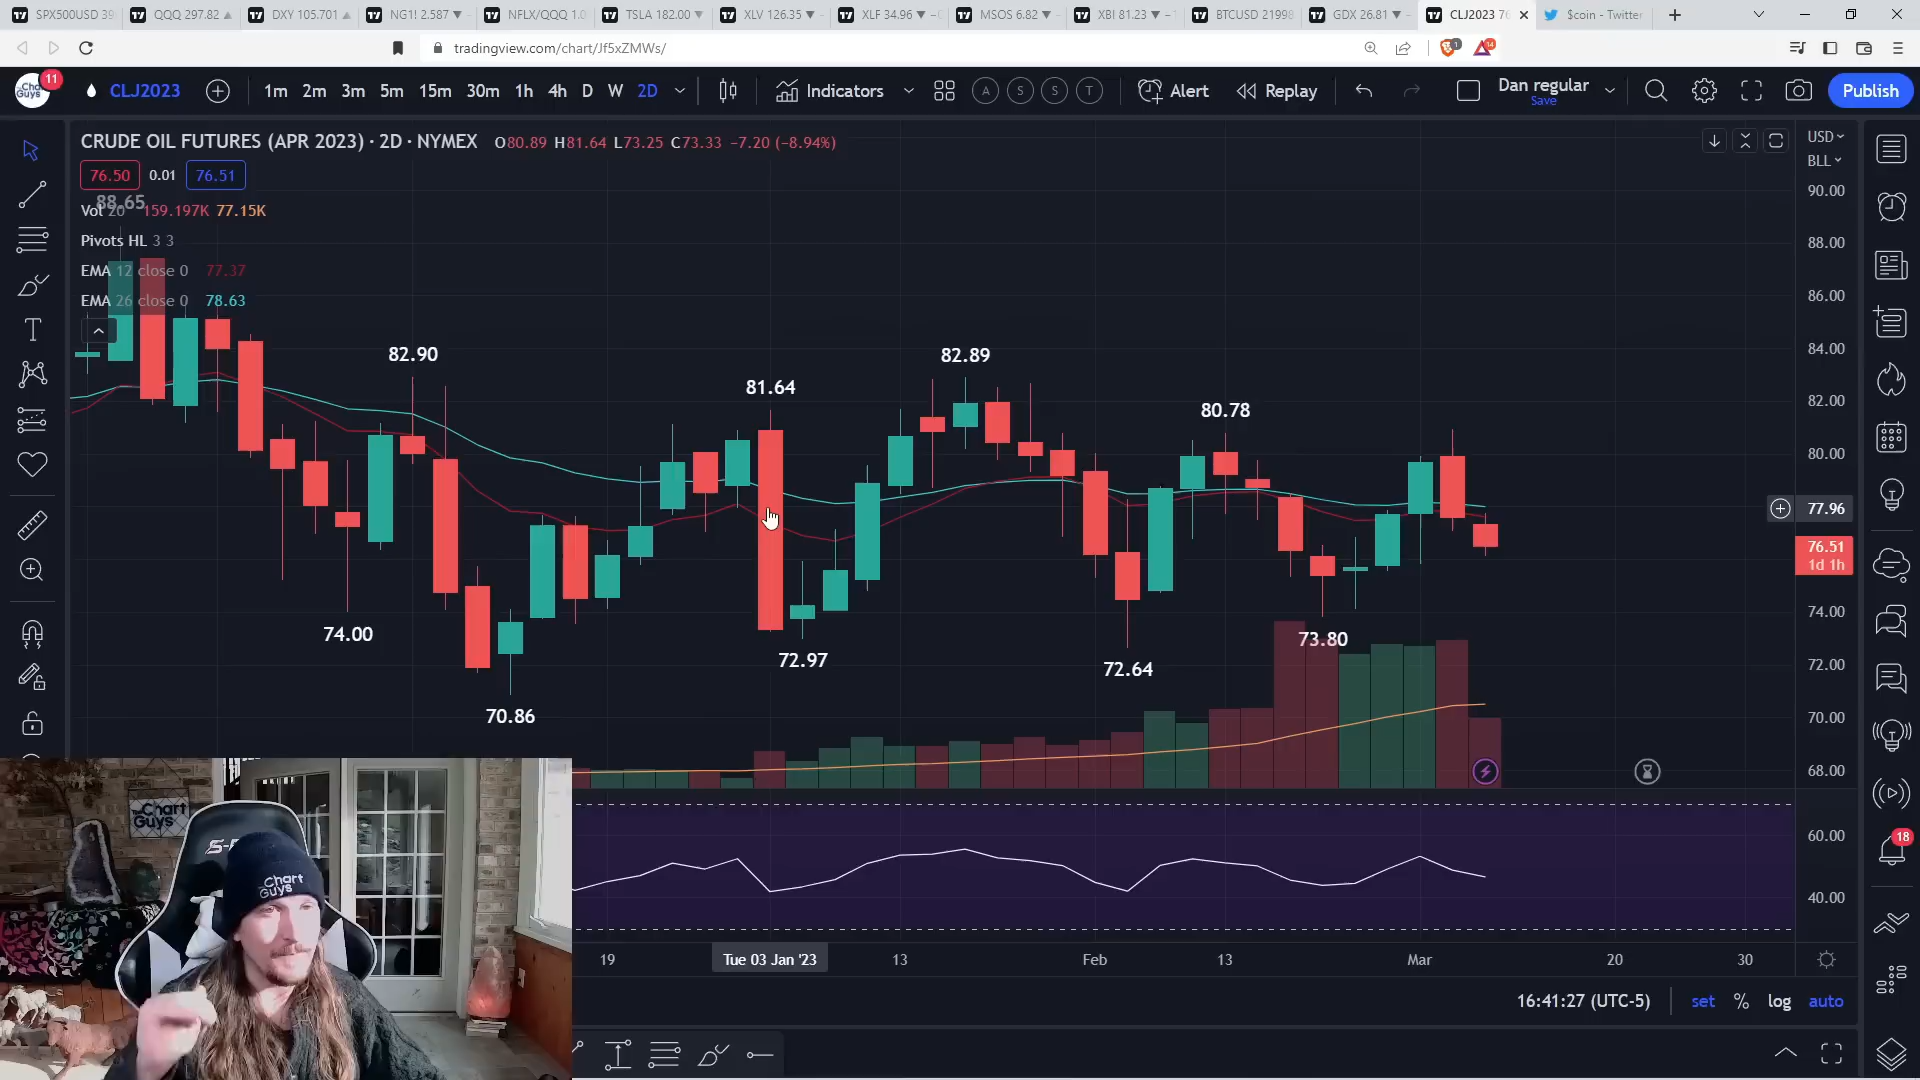 SPX500USD 39
QQQ 297.82
DXY 105.701
NG1! 2.587
NFLX/QQQ 1.0
TSLA 182.00
XLV 126.35
XLF 34.96
MSOS 6.82
XBI 81.23
BTCUSD 21998
GDX 26.81
CLJ2023 76
$coin - Twitter
tradingview.com/chart/Jf5xZMWs/
11
CLJ2023
1m
2m
3m
5m
15m
30m
1h
4h
D
W
2D
Indicators
A
S
S
T
Alert
Replay
Dan regular
Save
Publish
CRUDE OIL FUTURES (APR 2023) · 2D · NYMEX O80.89 H81.64 L73.25 C73.33 −7.20 (−8.94%)
76.50 0.01 76.51
88.65
Vol 20 159.197K 77.15K
Pivots HL 3 3
EMA 12 close 0 77.37
EMA 26 close 0 78.63
82.90
81.64
82.89
80.78
74.00
70.86
72.97
72.64
73.80
USD
BLL
90.00
88.00
86.00
84.00
82.00
80.00
77.96
76.51
1d 1h
74.00
72.00
70.00
68.00
60.00
40.00
19
Tue 03 Jan '23
13
Feb
13
Mar
20
30
16:41:27 (UTC-5)
set
%
log
auto
18
Chart
Guys
Chart
Guys